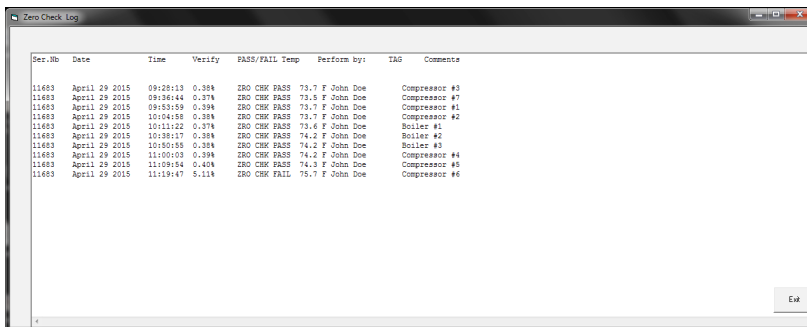 Zero Check Log
Ser.Nb Date Time Verify PASS/FAIL Temp Perform by: TAG Comments
11683 April 29 2015 09:28:13 0.38% ZRO CHK PASS 73.7 F John Doe Compressor #3
11683 April 29 2015 09:36:44 0.37% ZRO CHK PASS 73.5 F John Doe Compressor #7
11683 April 29 2015 09:53:59 0.39% ZRO CHK PASS 73.7 F John Doe Compressor #1
11683 April 29 2015 10:04:58 0.38% ZRO CHK PASS 73.7 F John Doe Compressor #2
11683 April 29 2015 10:11:22 0.37% ZRO CHK PASS 73.6 F John Doe Boiler #1
11683 April 29 2015 10:38:17 0.38% ZRO CHK PASS 74.2 F John Doe Boiler #2
11683 April 29 2015 10:50:55 0.38% ZRO CHK PASS 74.2 F John Doe Boiler #3
11683 April 29 2015 11:00:03 0.39% ZRO CHK PASS 74.2 F John Doe Compressor #4
11683 April 29 2015 11:09:54 0.40% ZRO CHK PASS 74.3 F John Doe Compressor #5
11683 April 29 2015 11:19:47 5.11% ZRO CHK FAIL 75.7 F John Doe Compressor #6
Exit